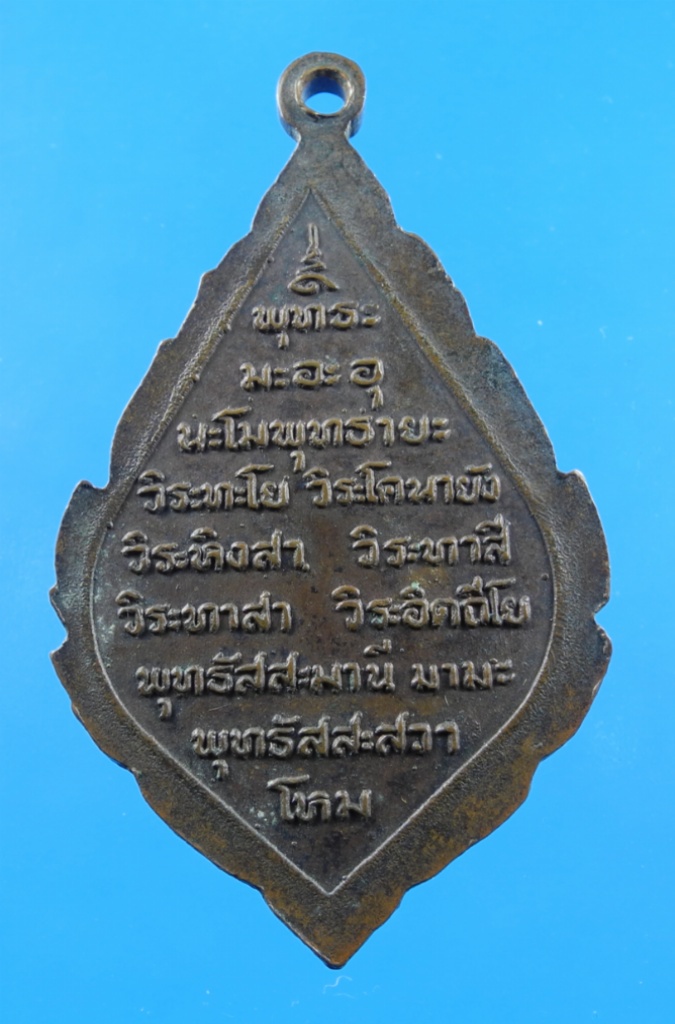 พุทธะ
มะอะอุ
นะโมพุทธายะ
วิระทะโย วิระโคนายัง
วิระหิงสา วิระทาสี
วิระทาสา วิระอิตถีโย
พุทธัสสะมานี มามะ
พุทธัสสะสวา
โหม